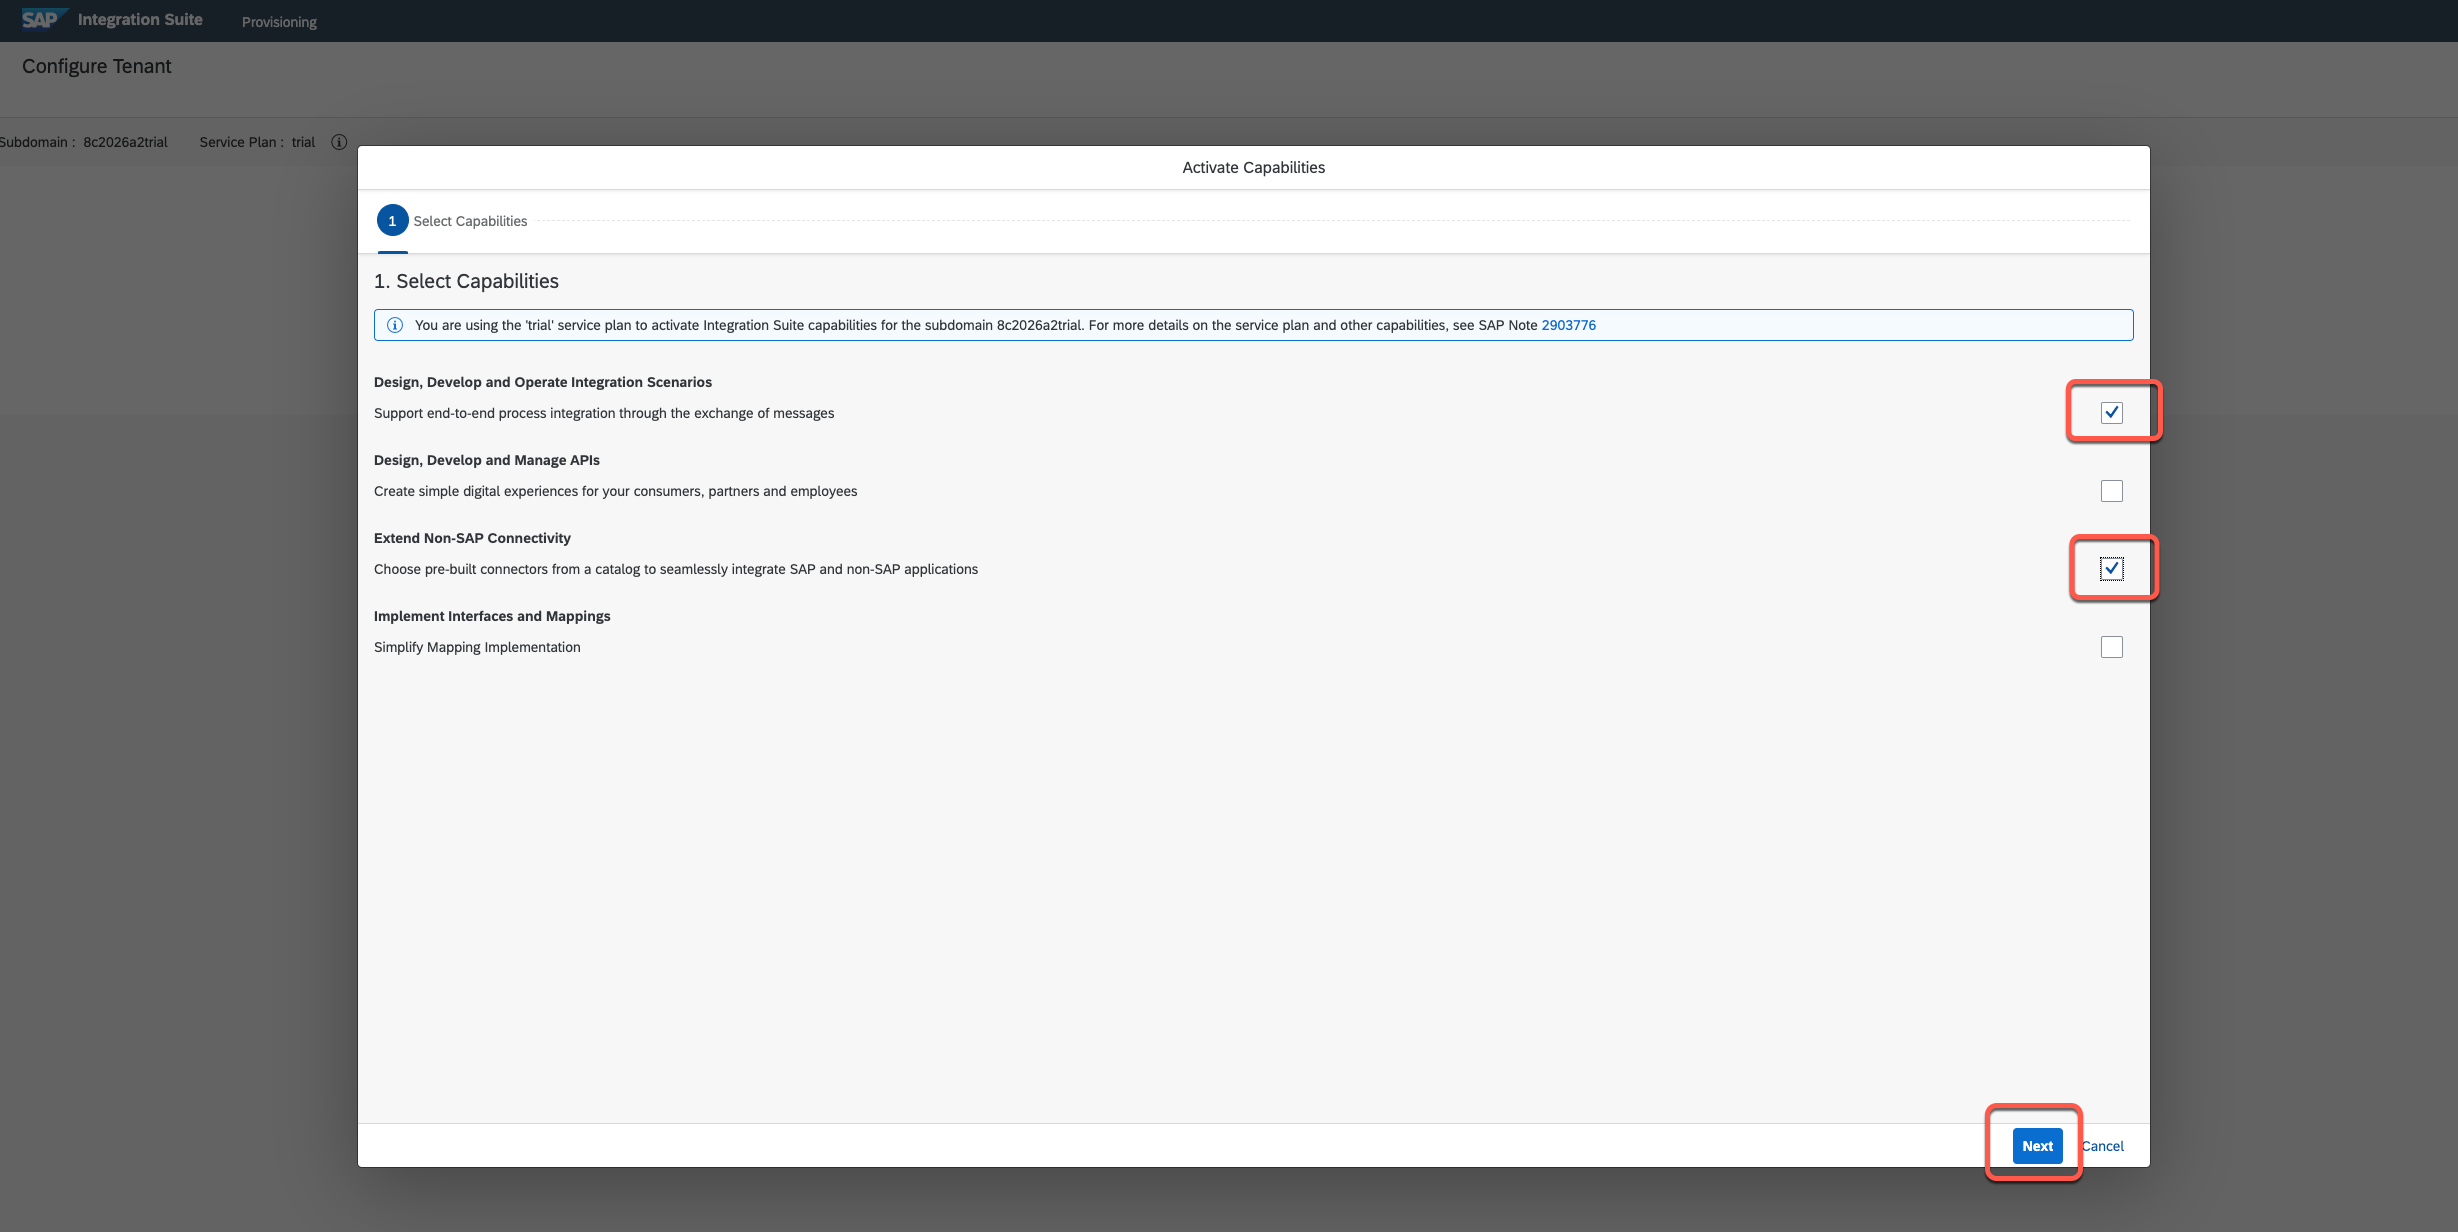 SAP Integration Suite Provisioning
Configure Tenant
Subdomain : 8c2026a2trial Service Plan : trial
Activate Capabilities
1 Select Capabilities
1. Select Capabilities
You are using the 'trial' service plan to activate Integration Suite capabilities for the subdomain 8c2026a2trial. For more details on the service plan and other capabilities, see SAP Note 2903776
Design, Develop and Operate Integration Scenarios
Support end-to-end process integration through the exchange of messages
Design, Develop and Manage APIs
Create simple digital experiences for your consumers, partners and employees
Extend Non-SAP Connectivity
Choose pre-built connectors from a catalog to seamlessly integrate SAP and non-SAP applications
Implement Interfaces and Mappings
Simplify Mapping Implementation
Next Cancel